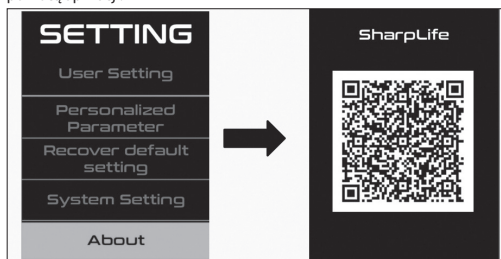 SETTING
User Setting
Personalized
Parameter
Recover default
setting
System Setting
About
SharpLife